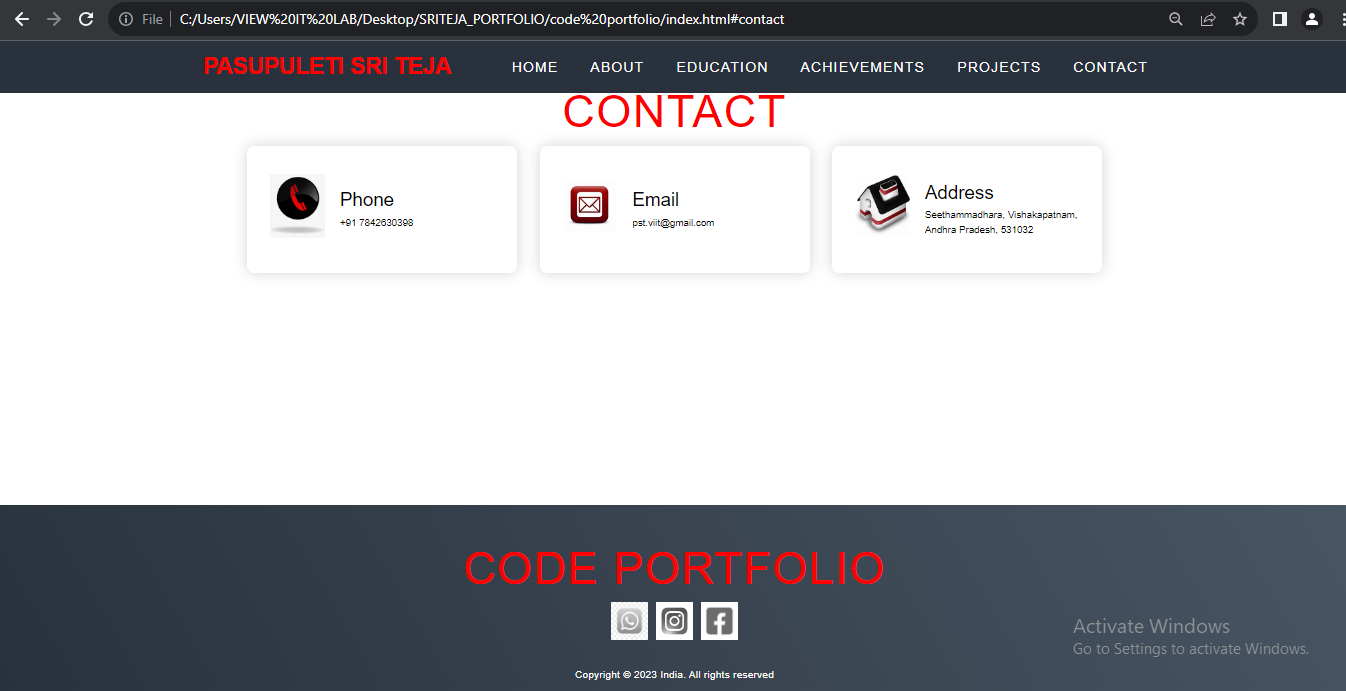 File
C:/Users/VIEW%20IT%20LAB/Desktop/SRITEJA_PORTFOLIO/code%20portfolio/index.html#contact
PASUPULETI SRI TEJA
HOME
ABOUT
EDUCATION
ACHIEVEMENTS
PROJECTS
CONTACT
CONTACT
Phone
+91 7842630398
Email
pst.viit@gmail.com
Address
Seethammadhara, Vishakapatnam,
Andhra Pradesh, 531032
CODE PORTFOLIO
Activate Windows
Go to Settings to activate Windows.
Copyright © 2023 India. All rights reserved